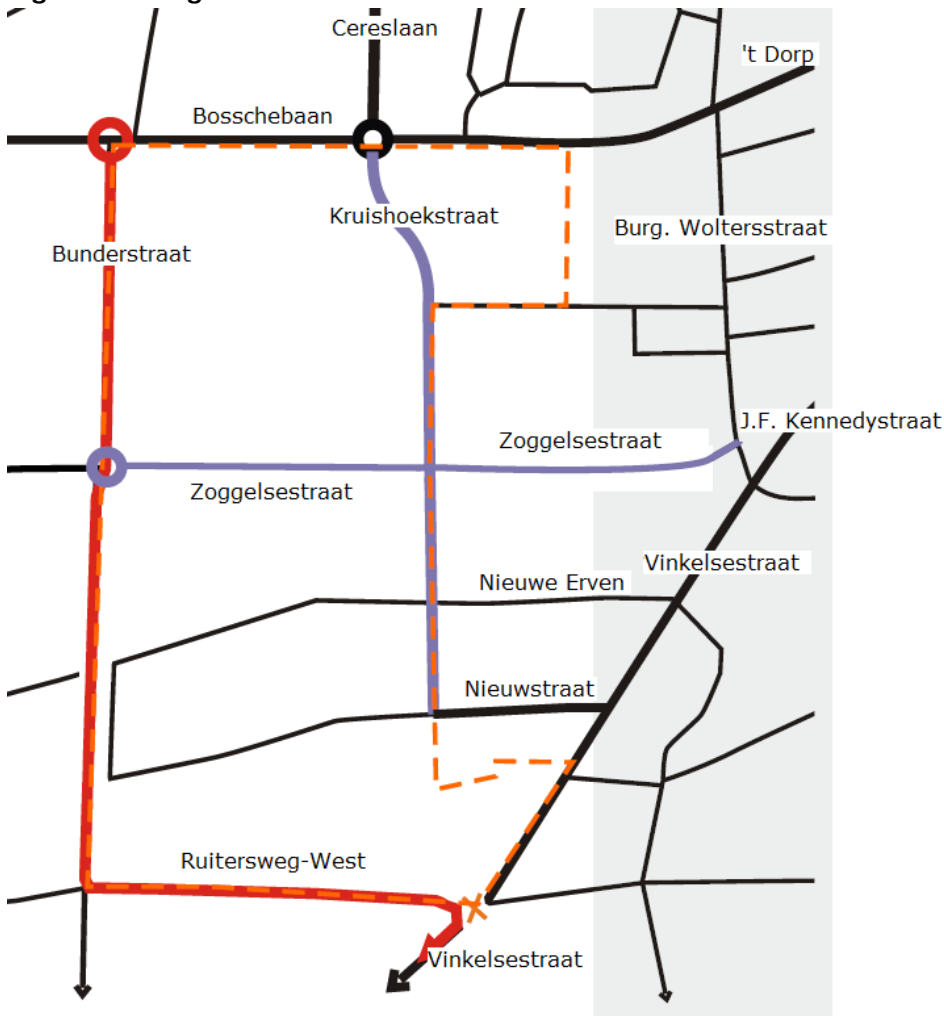 Cereslaan
't Dorp
Bosschebaan
Kruishoekstraat
Burg. Woltersstraat
Bunderstraat
J.F. Kennedystraat
Zoggelsestraat
Zoggelsestraat
Vinkelsestraat
Nieuwe Erven
Nieuwstraat
Ruitersweg-West
Vinkelsestraat